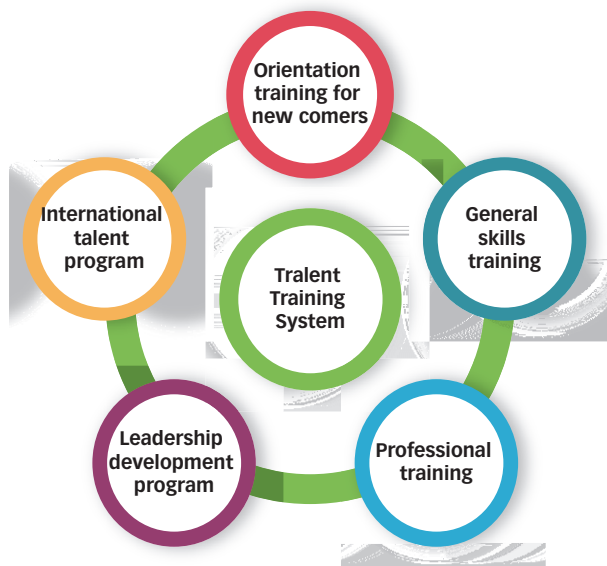 Orientation
training for
new comers
International
talent
program
General
skills
training
Tralent
Training
System
Leadership
development
program
Professional
training